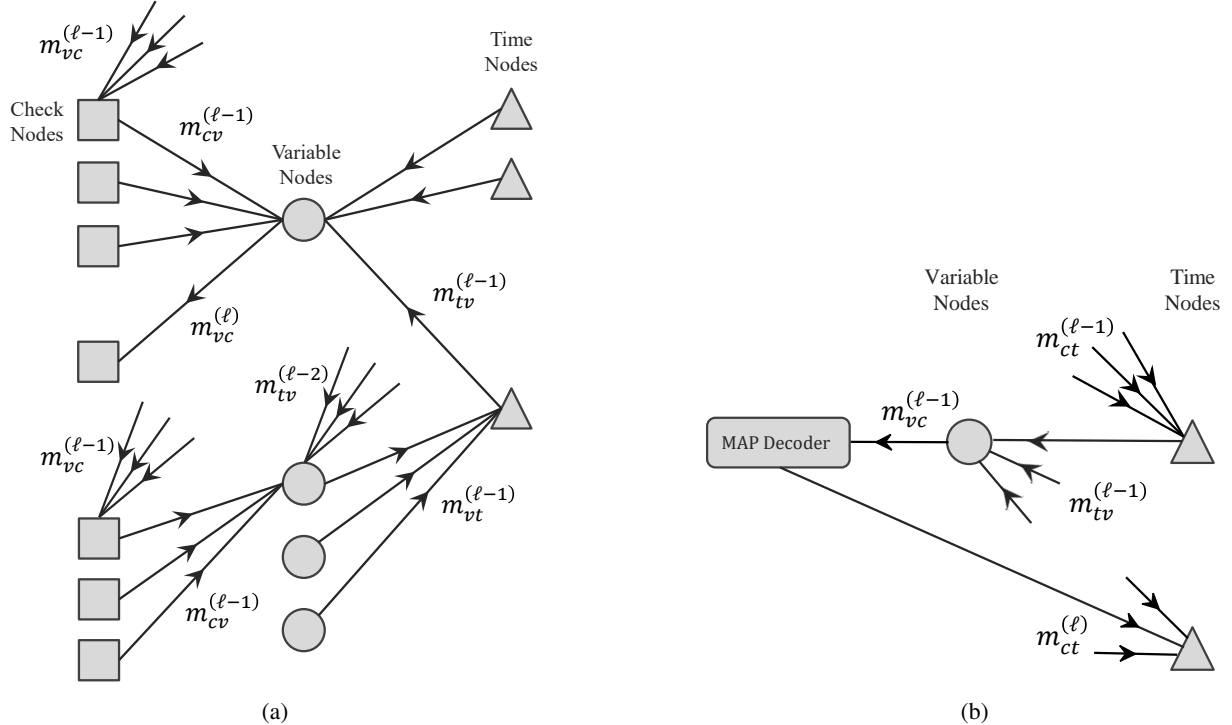 m_{vc}^{(ℓ−1)}
Time
Nodes
Check
Nodes
m_{cv}^{(ℓ−1)}
Variable
Nodes
m_{tv}^{(ℓ−1)}
m_{vc}^{(ℓ)}
m_{tv}^{(ℓ−2)}
m_{vc}^{(ℓ−1)}
m_{vt}^{(ℓ−1)}
m_{cv}^{(ℓ−1)}
(a)
Variable
Nodes
Time
Nodes
m_{ct}^{(ℓ−1)}
m_{vc}^{(ℓ−1)}
MAP Decoder
m_{tv}^{(ℓ−1)}
m_{ct}^{(ℓ)}
(b)